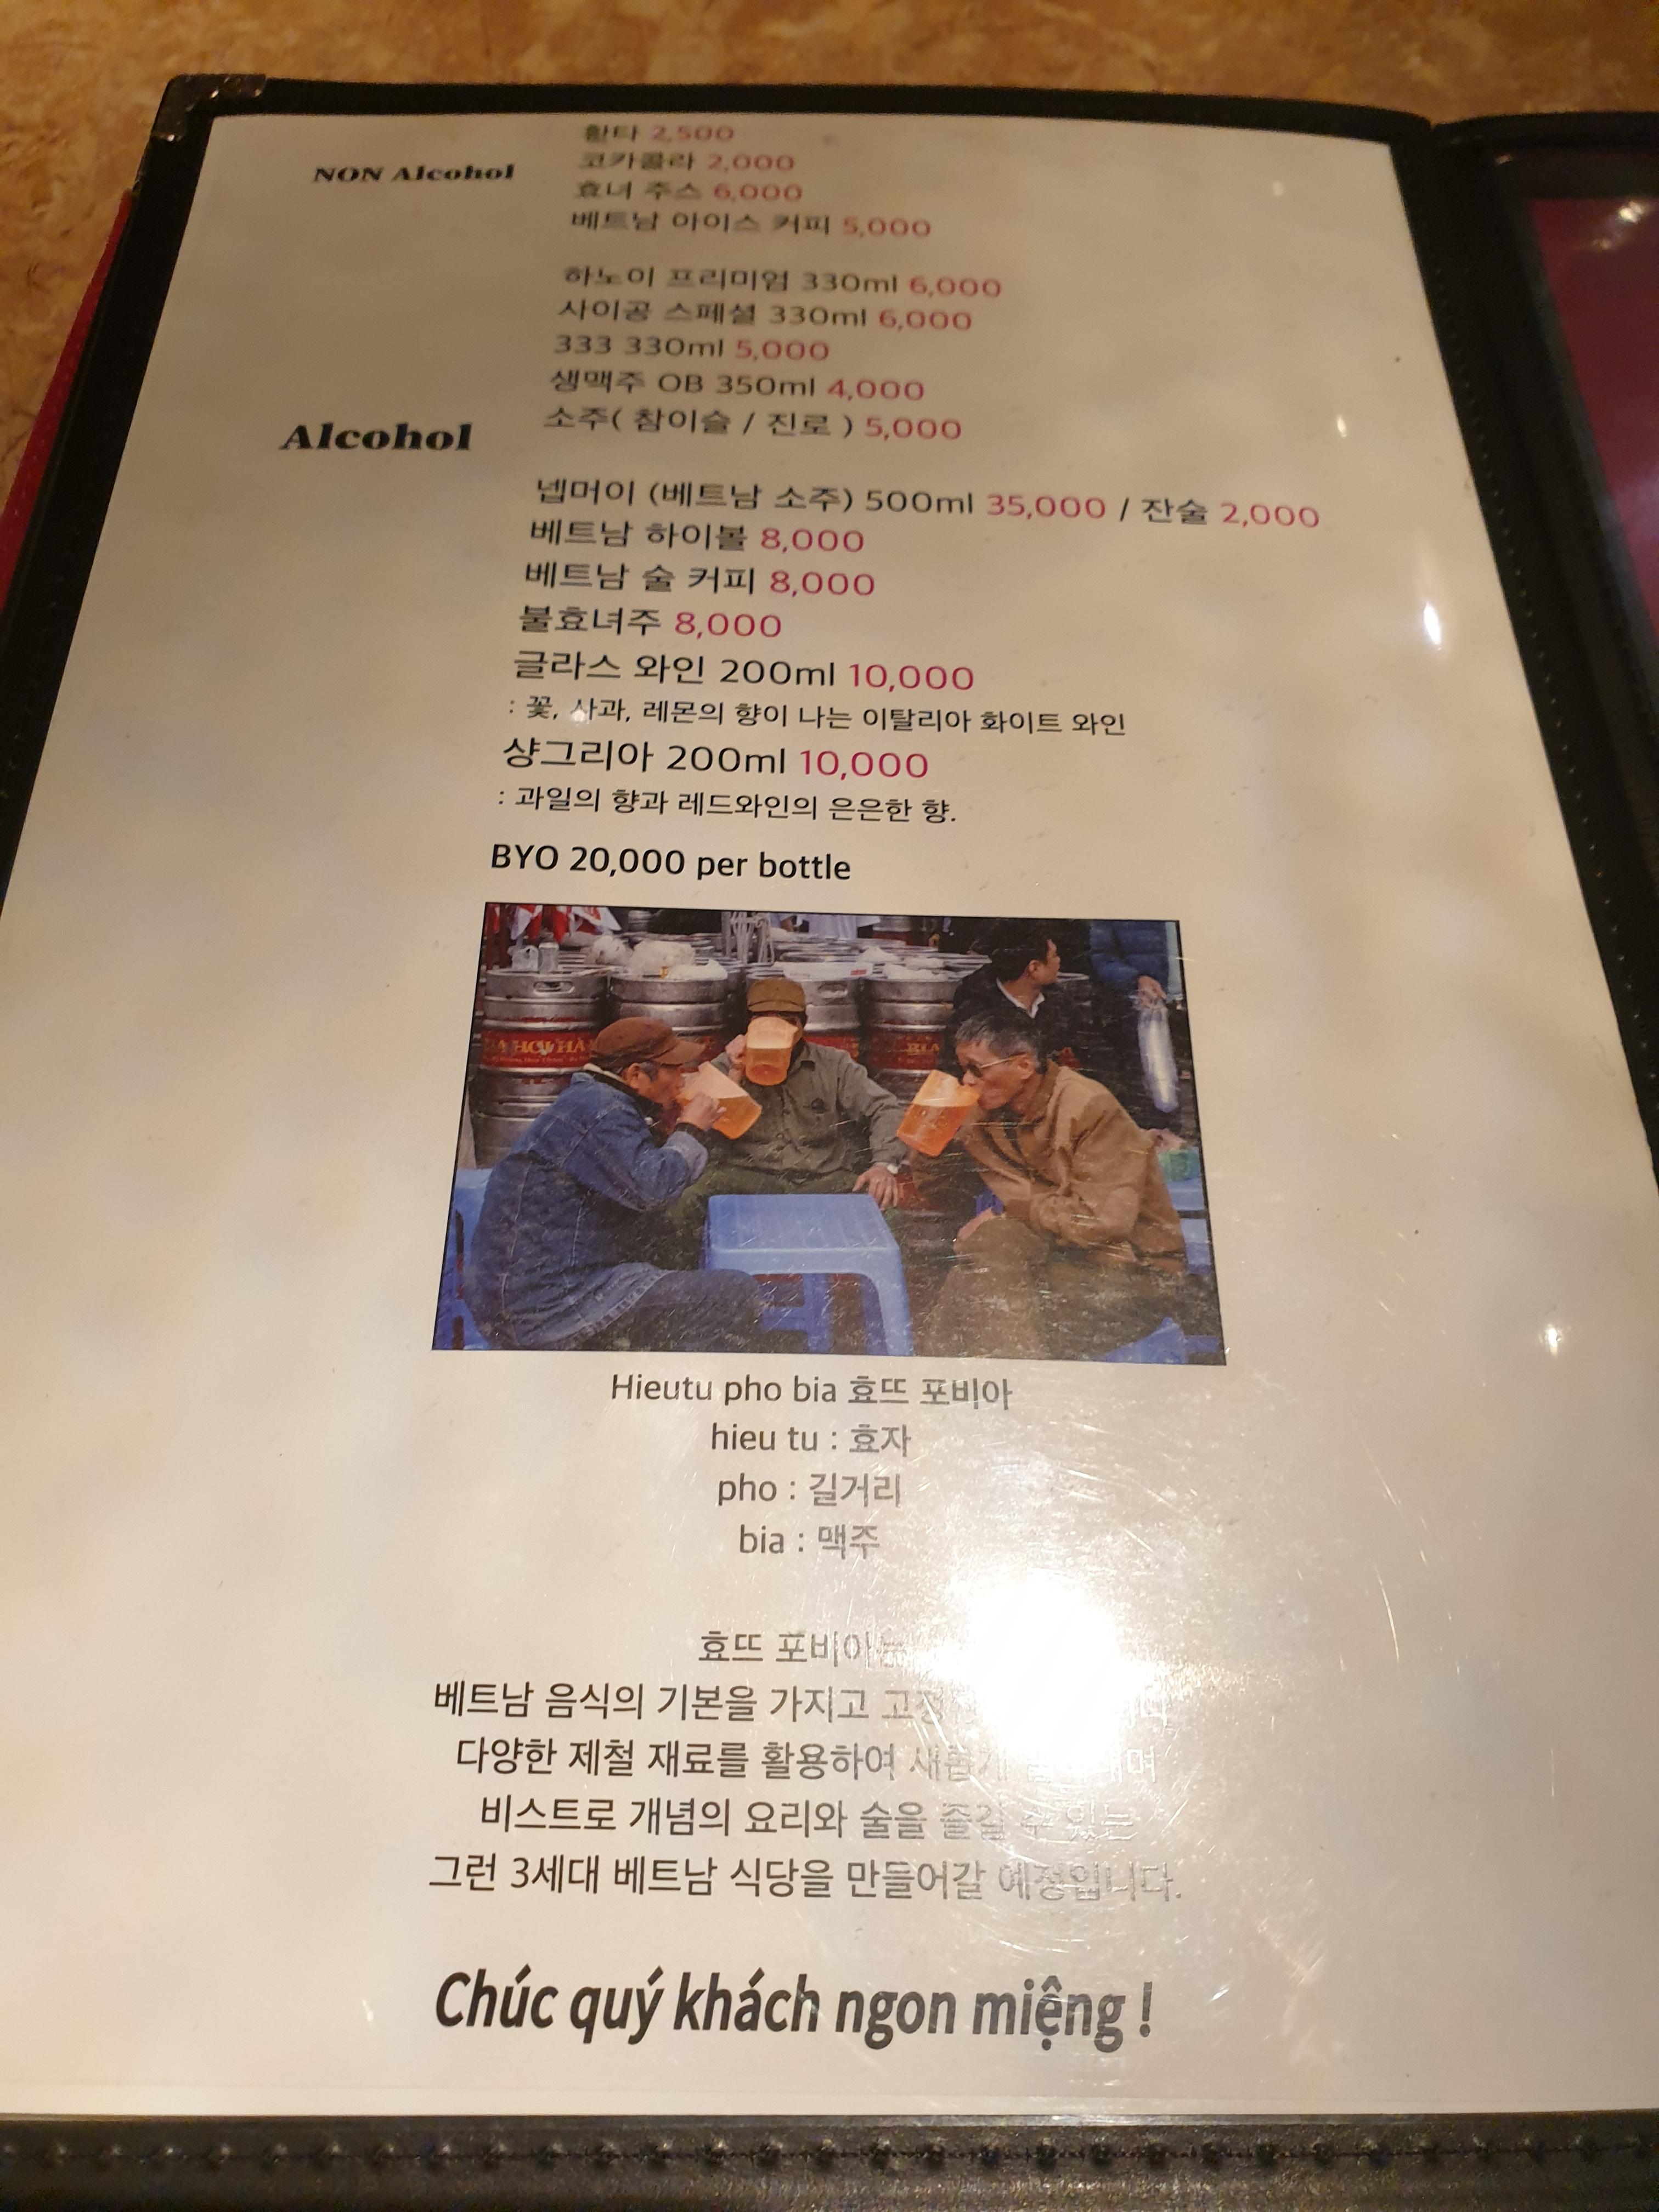 환타 2,500
NON Alcohol
코카콜라 2,000
효녀 주스 6,000
베트남 아이스 커피 5,000
하노이 프리미엄 330ml 6,000
사이공 스페셜 330ml 6,000
333 330ml 5,000
생맥주 OB 350ml 4,000
소주( 참이슬 / 진로 ) 5,000
Alcohol
넵머이 (베트남 소주) 500ml 35,000 / 잔술 2,000
베트남 하이볼 8,000
베트남 술 커피 8,000
불효녀주 8,000
글라스 와인 200ml 10,000
: 꽃, 사과, 레몬의 향이 나는 이탈리아 화이트 와인
샹그리아 200ml 10,000
: 과일의 향과 레드와인의 은은한 향.
BYO 20,000 per bottle
BIA
Hieutu pho bia 효뜨 포비아
hieu tu : 효자
pho : 길거리
bia : 맥주
효뜨 포비아는
베트남 음식의 기본을 가지고
다양한 제철 재료를 활용하여 새롭게
비스트로 개념의 요리와 술을 즐길 수 있는
그런 3세대 베트남 식당을 만들어갈 예정입니다.
Chúc quý khách ngon miệng !